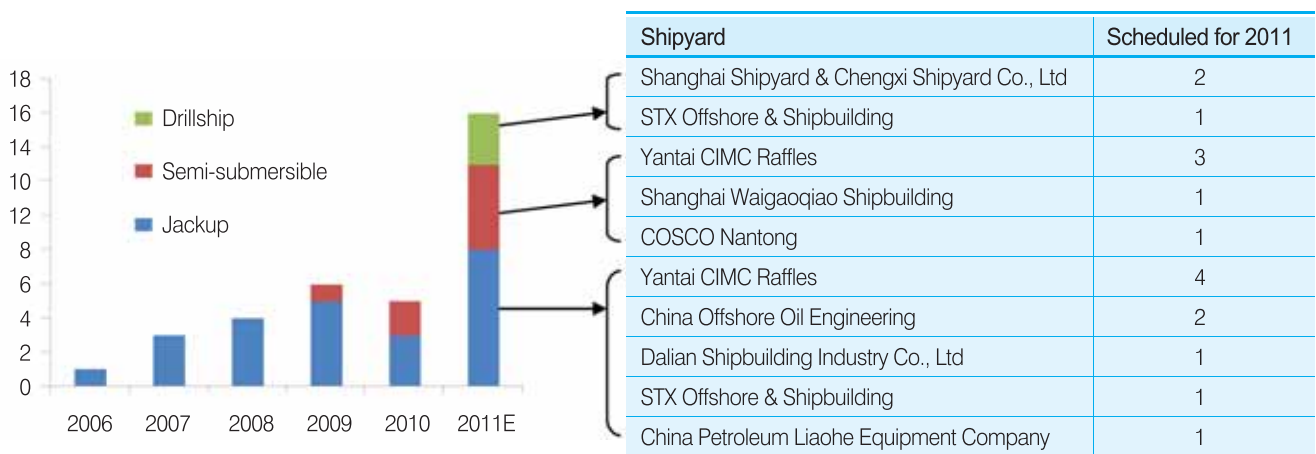 18
16
14
10
12
8
6
4
2
0
Drillship
Semi-submersible
Jackup
2006 2007 2008 2009 2010 2011E
Shipyard Scheduled for 2011
Shanghai Shipyard & Chengxi Shipyard Co., Ltd 2
STX Offshore & Shipbuilding 1
Yantai CIMC Raffles 3
Shanghai Waigaoqiao Shipbuilding 1
COSCO Nantong 1
Yantai CIMC Raffles 4
China Offshore Oil Engineering 2
Dalian Shipbuilding Industry Co., Ltd 1
STX Offshore & Shipbuilding 1
China Petroleum Liaohe Equipment Company 1